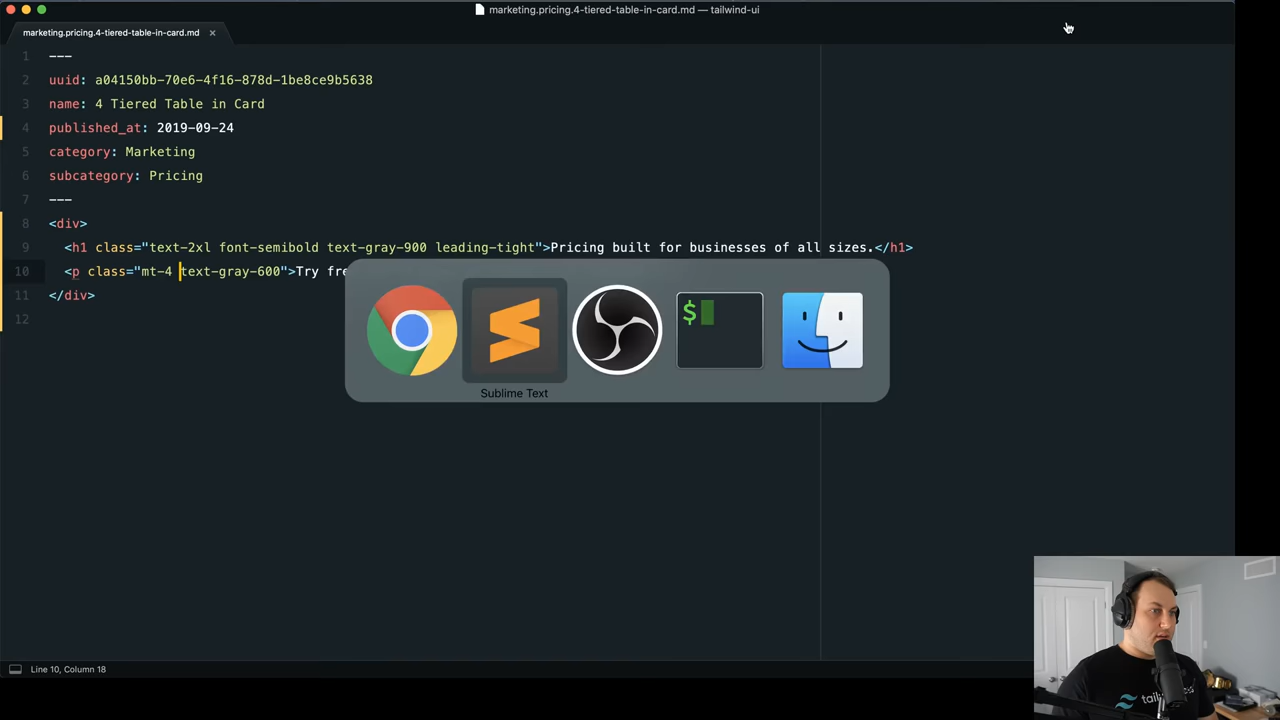 marketing.pricing.4-tiered-table-in-card.md — tailwind-ui
marketing.pricing.4-tiered-table-in-card.md ×
1 ---
2 uuid: a04150bb-70e6-4f16-878d-1be8ce9b5638
3 name: 4 Tiered Table in Card
4 published_at: 2019-09-24
5 category: Marketing
6 subcategory: Pricing
7 ---
8 <div>
9 <h1 class="text-2xl font-semibold text-gray-900 leading-tight">Pricing built for businesses of all sizes.</h1>
10 <p class="mt-4 text-gray-600">Try fre
11 </div>
12
$
Sublime Text
Line 10, Column 18